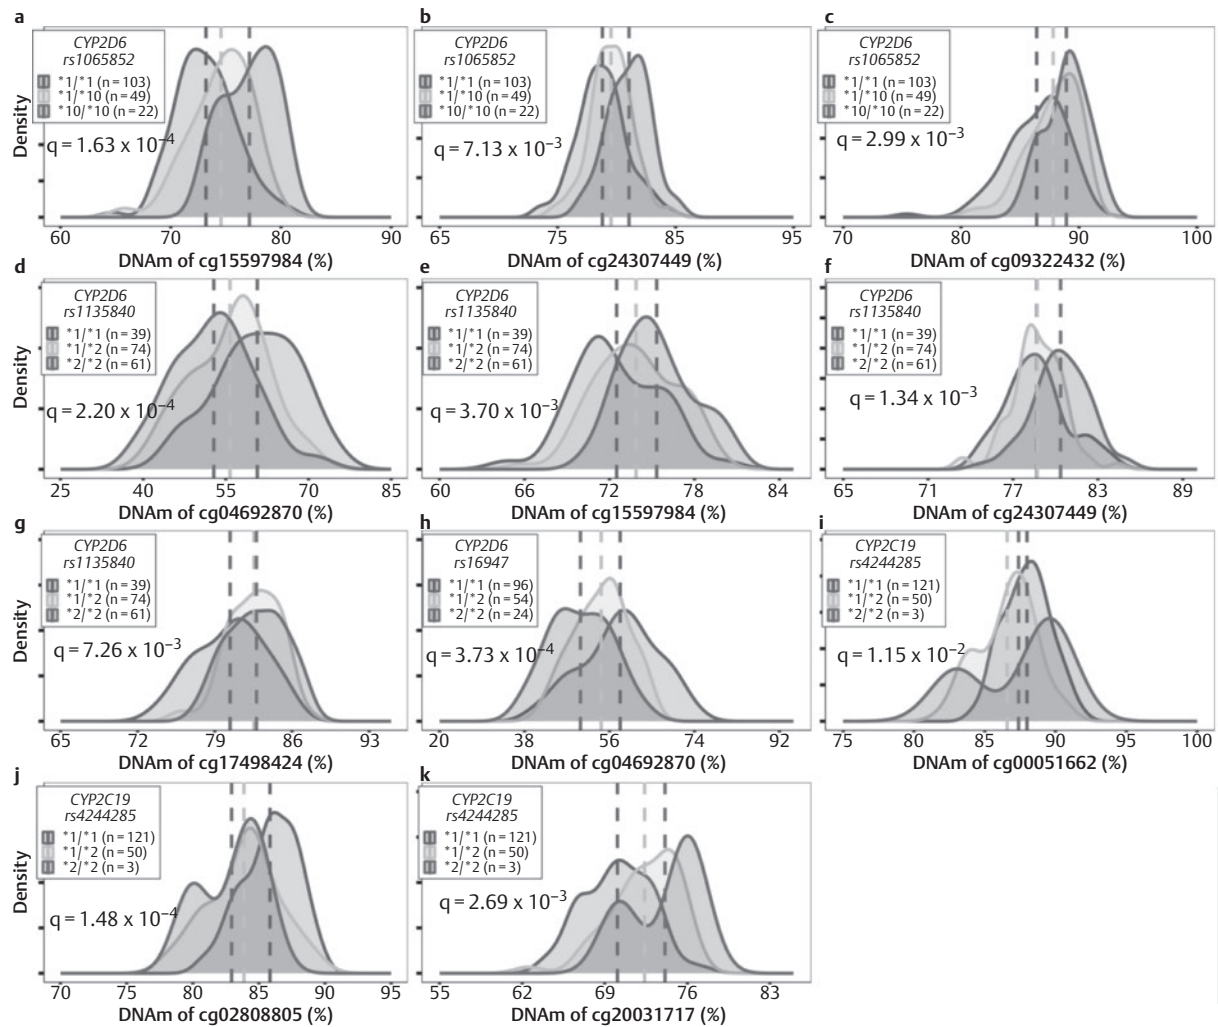 a
CYP2D6
rs1065852
*1/*1 (n = 103)
*1/*10 (n = 49)
*10/*10 (n = 22)
q = 1.63 x 10–4
Density
60 70 80 90
DNAm of cg15597984 (%)
b
CYP2D6
rs1065852
*1/*1 (n = 103)
*1/*10 (n = 49)
*10/*10 (n = 22)
q = 7.13 x 10–3
65 75 85 95
DNAm of cg24307449 (%)
c
CYP2D6
rs1065852
*1/*1 (n = 103)
*1/*10 (n = 49)
*10/*10 (n = 22)
q = 2.99 x 10–3
70 80 90 100
DNAm of cg09322432 (%)
d
CYP2D6
rs1135840
*1/*1 (n = 39)
*1/*2 (n = 74)
*2/*2 (n = 61)
q = 2.20 x 10–4
Density
25 40 55 70 85
DNAm of cg04692870 (%)
e
CYP2D6
rs1135840
*1/*1 (n = 39)
*1/*2 (n = 74)
*2/*2 (n = 61)
q = 3.70 x 10–3
60 66 72 78 84
DNAm of cg15597984 (%)
f
CYP2D6
rs1135840
*1/*1 (n = 39)
*1/*2 (n = 74)
*2/*2 (n = 61)
q = 1.34 x 10–3
65 71 77 83 89
DNAm of cg24307449 (%)
g
CYP2D6
rs1135840
*1/*1 (n = 39)
*1/*2 (n = 74)
*2/*2 (n = 61)
q = 7.26 x 10–3
Density
65 72 79 86 93
DNAm of cg17498424 (%)
h
CYP2D6
rs16947
*1/*1 (n = 96)
*1/*2 (n = 54)
*2/*2 (n = 24)
q = 3.73 x 10–4
20 38 56 74 92
DNAm of cg04692870 (%)
i
CYP2C19
rs4244285
*1/*1 (n = 121)
*1/*2 (n = 50)
*2/*2 (n = 3)
q = 1.15 x 10–2
75 80 85 90 95 100
DNAm of cg00051662 (%)
j
CYP2C19
rs4244285
*1/*1 (n = 121)
*1/*2 (n = 50)
*2/*2 (n = 3)
q = 1.48 x 10–4
Density
70 75 80 85 90 95
DNAm of cg02808805 (%)
k
CYP2C19
rs4244285
*1/*1 (n = 121)
*1/*2 (n = 50)
*2/*2 (n = 3)
q = 2.69 x 10–3
55 62 69 76 83
DNAm of cg20031717 (%)